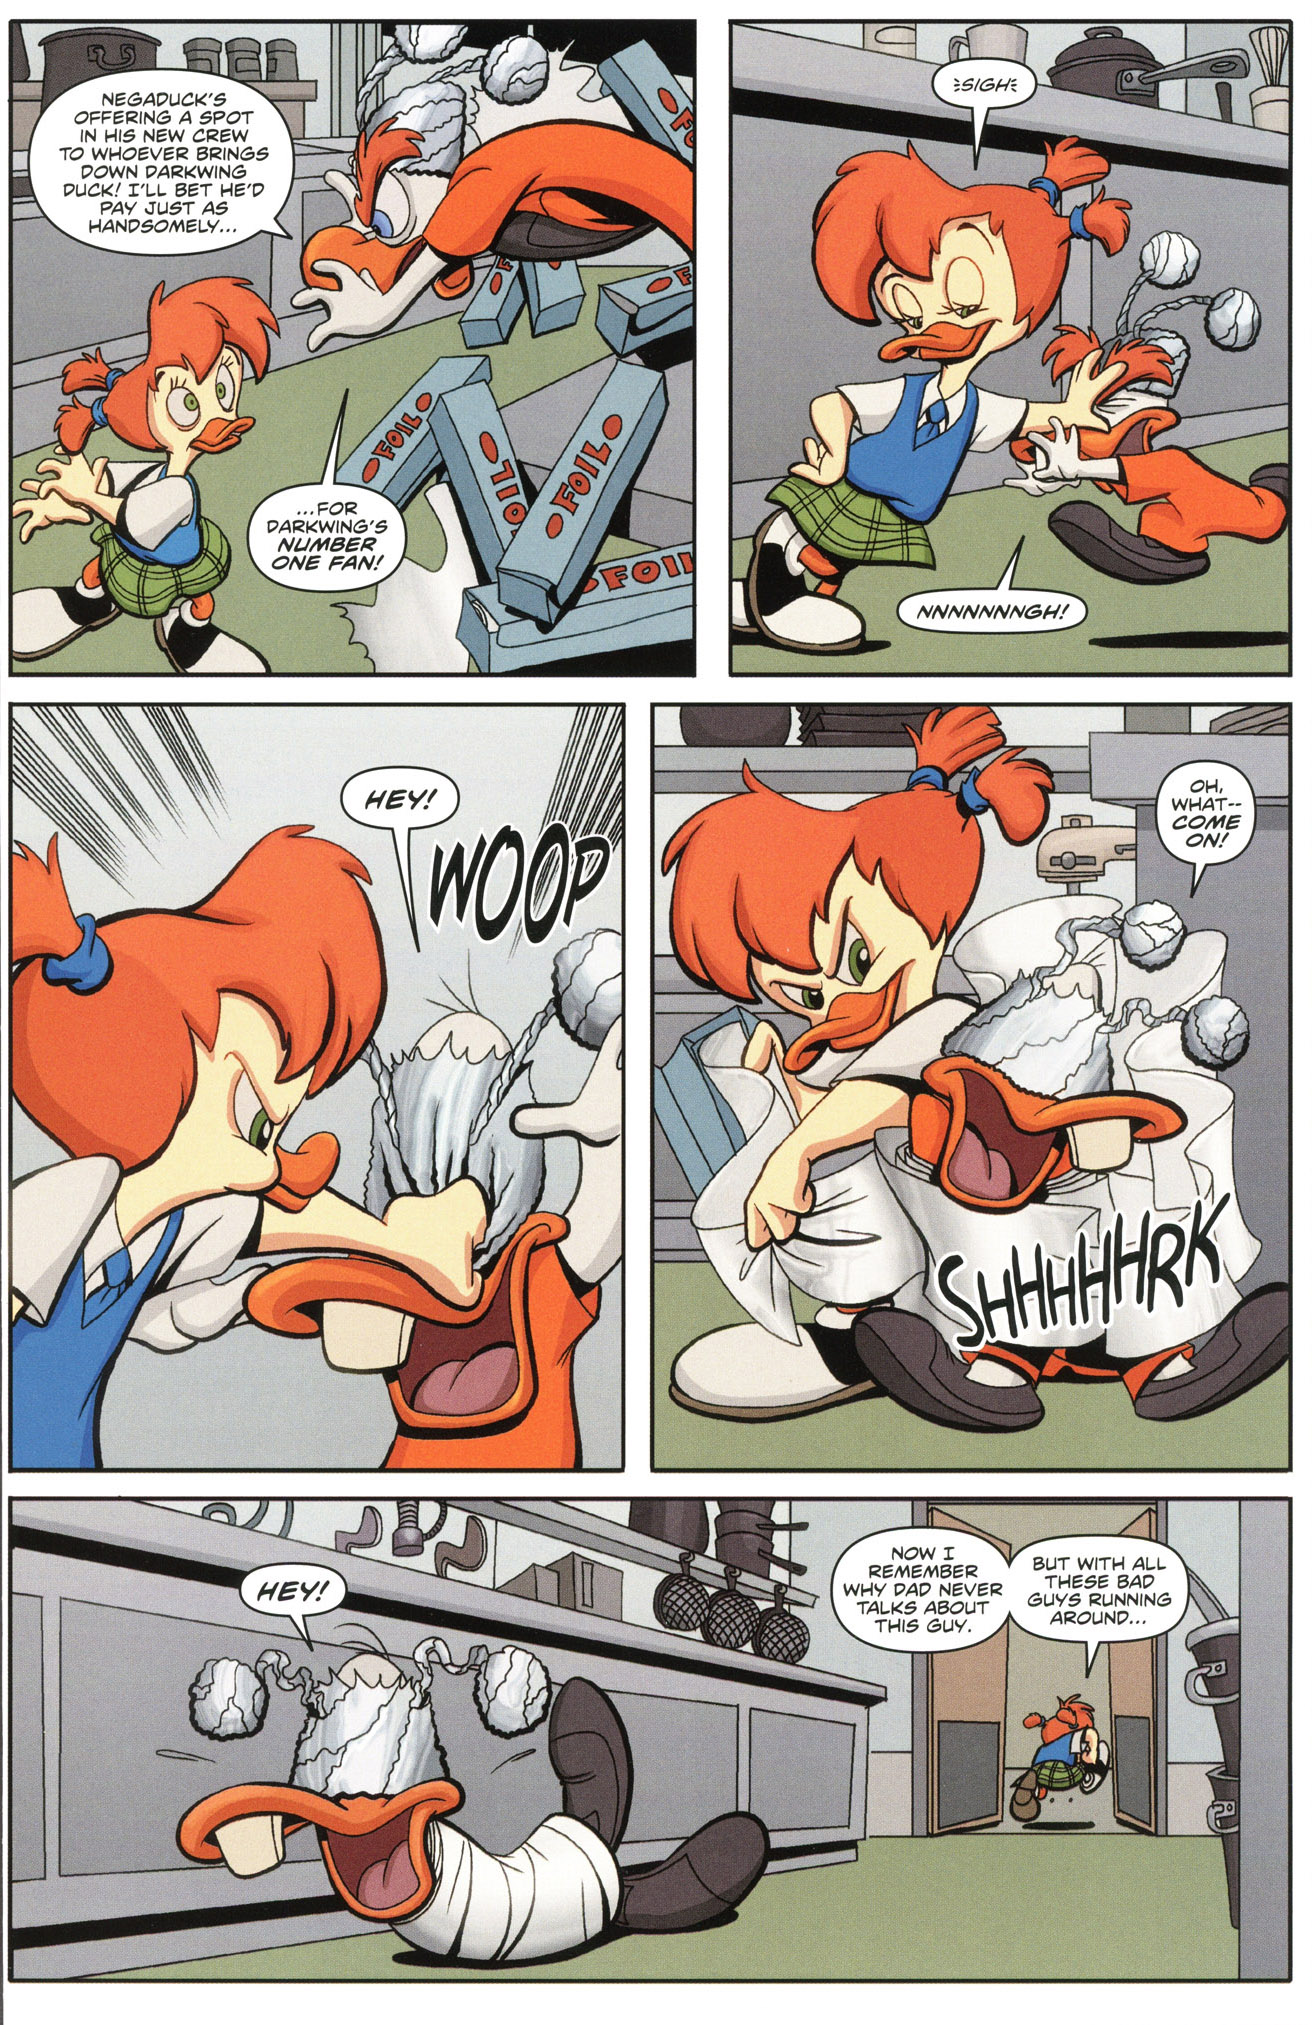 NEGADUCK'S
OFFERING A SPOT
IN HIS NEW CREW
TO WHOEVER BRINGS
DOWN DARKWING
DUCK! I'LL BET HE'D
PAY JUST AS
HANDSOMELY...
FO
FOIL
FOIL
FOIL
FOIL
...FOR
DARKWING'S
NUMBER
ONE FAN!
SIGH
NNNNNNNGH!
HEY!
WOOP
OH,
WHAT--
COME
ON!
SHHHHHRK
HEY!
NOW I
REMEMBER
WHY DAD NEVER
TALKS ABOUT
THIS GUY.
BUT WITH ALL
THESE BAD
GUYS RUNNING
AROUND...